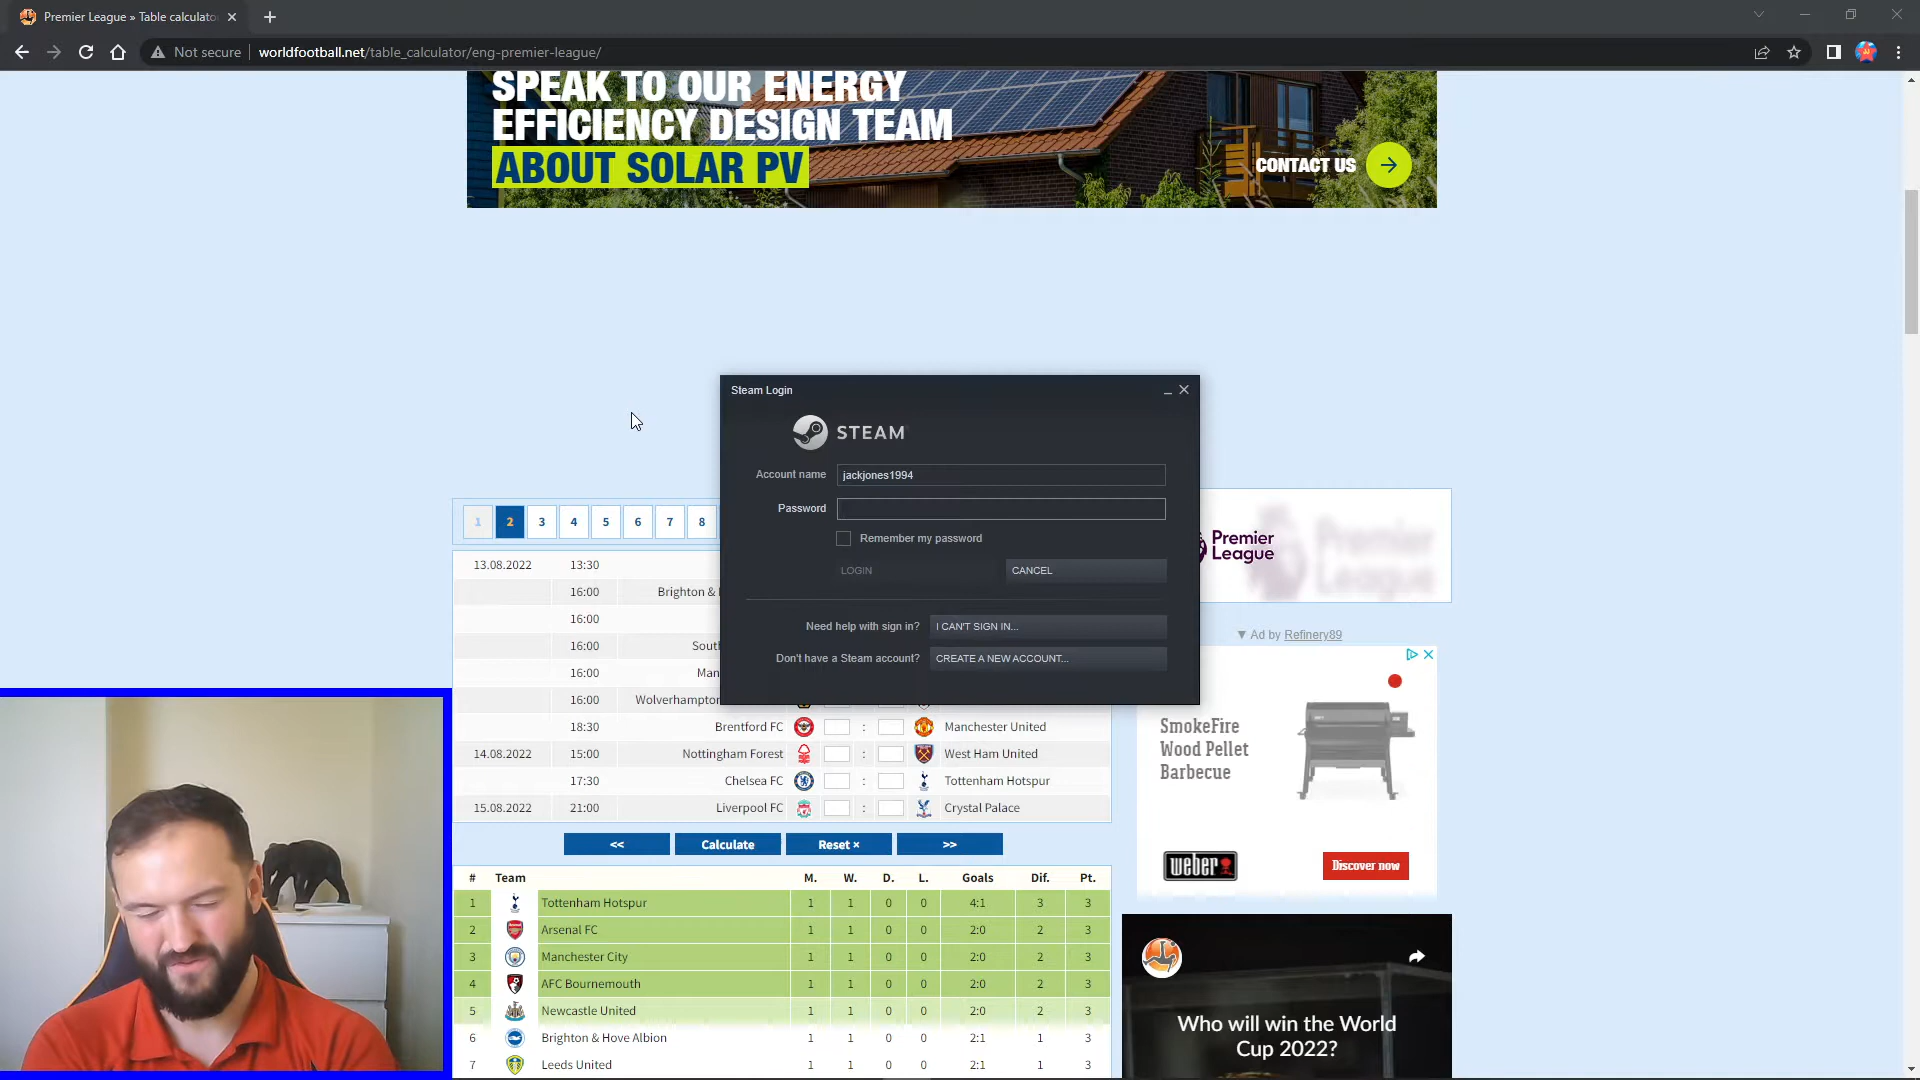 Premier League » Table calculato
Not secure
worldfootball.net/table_calculator/eng-premier-league/
SPEAK TO OUR ENERGY
EFFICIENCY DESIGN TEAM
ABOUT SOLAR PV
CONTACT US
Steam Login
STEAM
Account name jackjones1994
Password
Remember my password
LOGIN CANCEL
Need help with sign in? I CAN'T SIGN IN...
Don't have a Steam account? CREATE A NEW ACCOUNT...
1 2 3 4 5 6 7 8
13.08.2022 13:30
16:00 Brighton &
16:00
16:00 Sout
16:00 Man
16:00 Wolverhampton
18:30 Brentford FC : Manchester United
14.08.2022 15:00 Nottingham Forest : West Ham United
17:30 Chelsea FC : Tottenham Hotspur
15.08.2022 21:00 Liverpool FC : Crystal Palace
<< Calculate Reset × >>
# Team M. W. D. L. Goals Dif. Pt.
1 Tottenham Hotspur 1 1 0 0 4:1 3 3
2 Arsenal FC 1 1 0 0 2:0 2 3
3 Manchester City 1 1 0 0 2:0 2 3
4 AFC Bournemouth 1 1 0 0 2:0 2 3
5 Newcastle United 1 1 0 0 2:0 2 3
6 Brighton & Hove Albion 1 1 0 0 2:1 1 3
7 Leeds United 1 1 0 0 2:1 1 3
Premier
League
Premier
League
▼ Ad by Refinery89
SmokeFire
Wood Pellet
Barbecue
weber
Discover now
Who will win the World
Cup 2022?